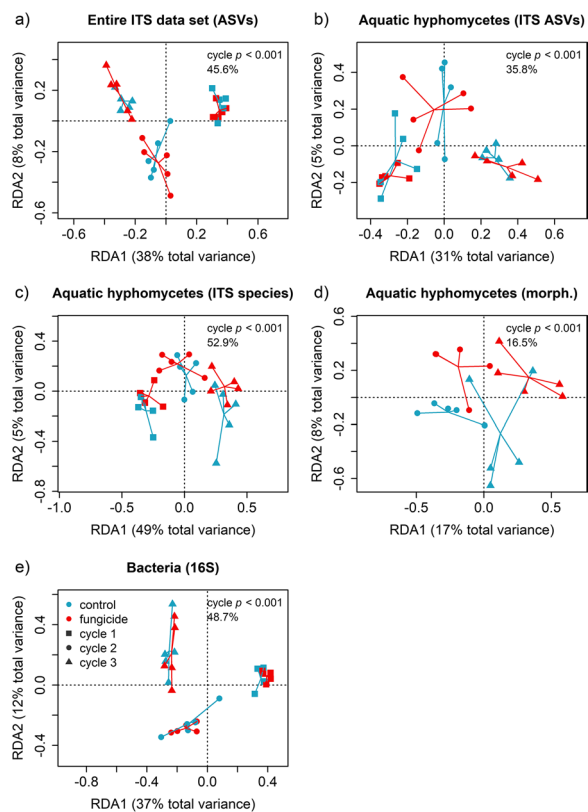 a) Entire ITS data set (ASVs)
cycle p < 0.001
45.6%
RDA2 (8% total variance)
0.2
-0.2
-0.6
-0.6
-0.2
0.2
0.6
RDA1 (38% total variance)
b) Aquatic hyphomycetes (ITS ASVs)
cycle p < 0.001
35.8%
RDA2 (5% total variance)
0.4
0.2
0.0
-0.2
-0.4
-0.2
0.0
0.2
0.4
0.6
RDA1 (31% total variance)
c) Aquatic hyphomycetes (ITS species)
cycle p < 0.001
52.9%
RDA2 (5% total variance)
0.4
0.0
-0.4
-0.8
-1.0
-0.5
0.0
0.5
RDA1 (49% total variance)
d) Aquatic hyphomycetes (morph.)
cycle p < 0.001
16.5%
RDA2 (8% total variance)
0.6
0.2
-0.2
-0.6
-0.5
0.0
0.5
RDA1 (17% total variance)
e) Bacteria (16S)
control
fungicide
cycle 1
cycle 2
cycle 3
cycle p < 0.001
48.7%
RDA2 (12% total variance)
0.4
0.0
-0.4
-0.8
-0.4
0.0
0.4
RDA1 (37% total variance)